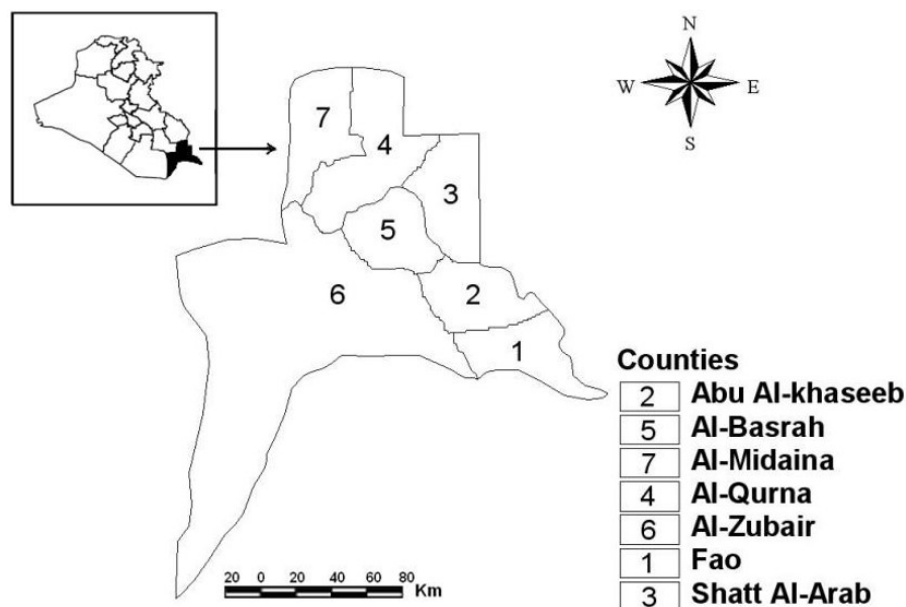 N
W E
S
7
4
3
5
6
2
1
Counties
2 Abu Al-khaseeb
5 Al-Basrah
7 Al-Midaina
4 Al-Qurna
6 Al-Zubair
1 Fao
3 Shatt Al-Arab
20 0 20 40 60 80
Km